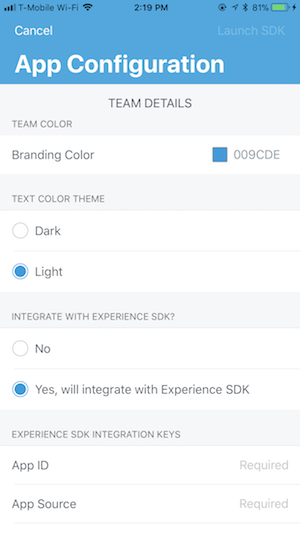 T-Mobile Wi-Fi 2:19 PM 81%
Cancel Launch SDK
App Configuration
TEAM DETAILS
TEAM COLOR
Branding Color 009CDE
TEXT COLOR THEME
Dark
Light
INTEGRATE WITH EXPERIENCE SDK?
No
Yes, will integrate with Experience SDK
EXPERIENCE SDK INTEGRATION KEYS
App ID Required
App Source Required